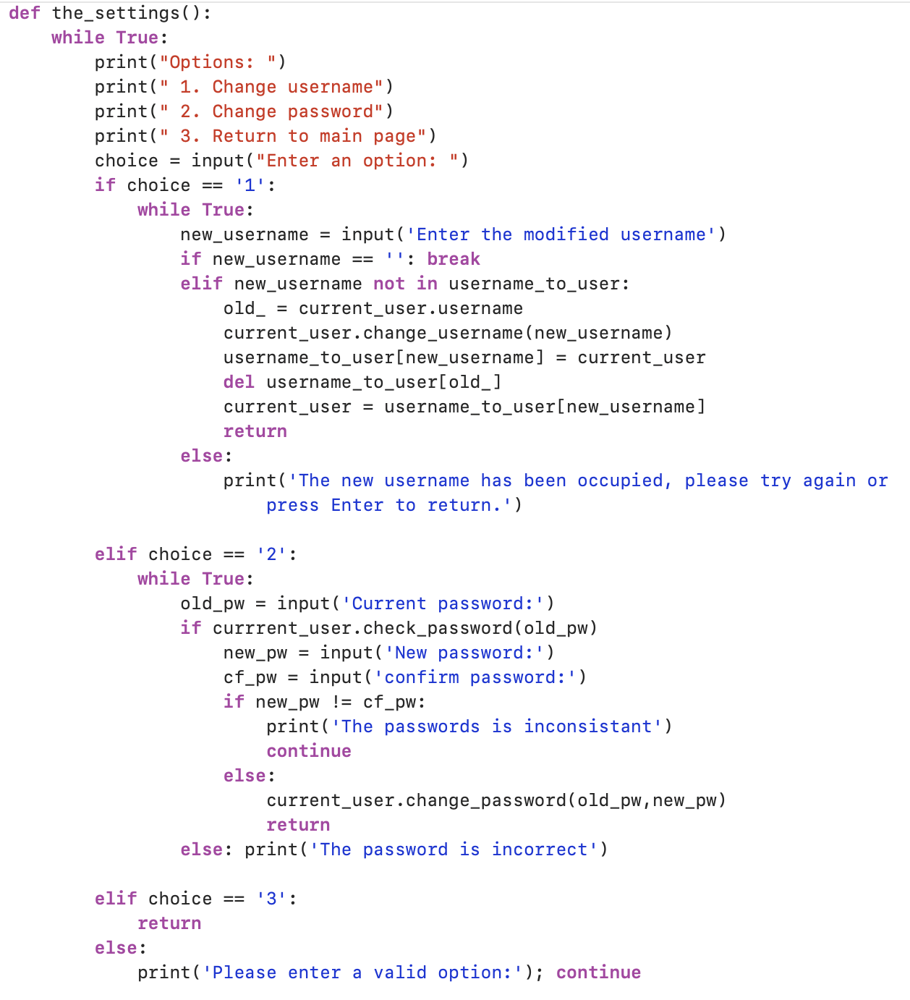 def the_settings():
    while True:
        print("Options: ")
        print(" 1. Change username")
        print(" 2. Change password")
        print(" 3. Return to main page")
        choice = input("Enter an option: ")
        if choice == '1':
            while True:
                new_username = input('Enter the modified username')
                if new_username == '': break
                elif new_username not in username_to_user:
                    old_ = current_user.username
                    current_user.change_username(new_username)
                    username_to_user[new_username] = current_user
                    del username_to_user[old_]
                    current_user = username_to_user[new_username]
                    return
                else:
                    print('The new username has been occupied, please try again or
                        press Enter to return.')

        elif choice == '2':
            while True:
                old_pw = input('Current password:')
                if currrent_user.check_password(old_pw)
                    new_pw = input('New password:')
                    cf_pw = input('confirm password:')
                    if new_pw != cf_pw:
                        print('The passwords is inconsistant')
                        continue
                    else:
                        current_user.change_password(old_pw,new_pw)
                        return
                else: print('The password is incorrect')

        elif choice == '3':
            return
        else:
            print('Please enter a valid option:'); continue